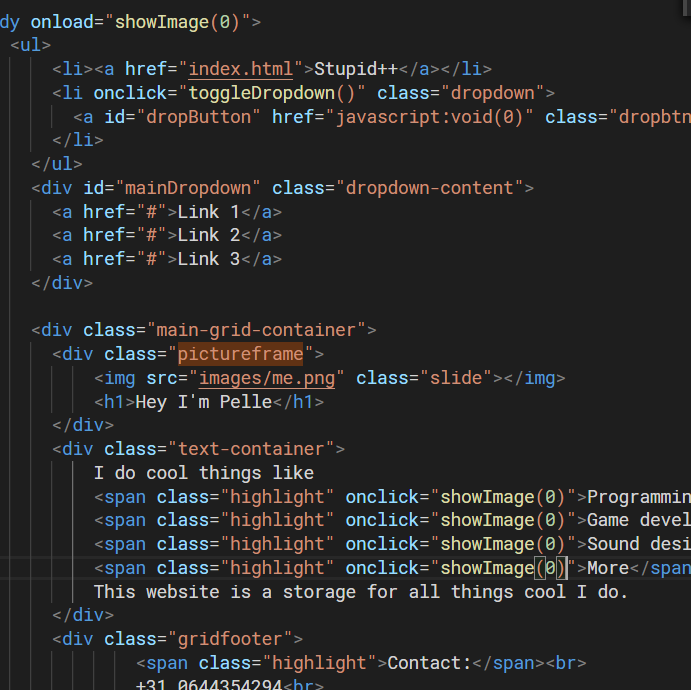 dy onload="showImage(0)">
<ul>
<li><a href="index.html">Stupid++</a></li>
<li onclick="toggleDropdown()" class="dropdown">
<a id="dropButton" href="javascript:void(0)" class="dropbtn
</li>
</ul>
<div id="mainDropdown" class="dropdown-content">
<a href="#">Link 1</a>
<a href="#">Link 2</a>
<a href="#">Link 3</a>
</div>
<div class="main-grid-container">
<div class="pictureframe">
<img src="images/me.png" class="slide"></img>
<h1>Hey I'm Pelle</h1>
</div>
<div class="text-container">
I do cool things like
<span class="highlight" onclick="showImage(0)">Programmin
<span class="highlight" onclick="showImage(0)">Game devel
<span class="highlight" onclick="showImage(0)">Sound desi
<span class="highlight" onclick="showImage(0)">More</span
This website is a storage for all things cool I do.
</div>
<div class="gridfooter">
<span class="highlight">Contact:</span><br>
+31 0644354294<br>